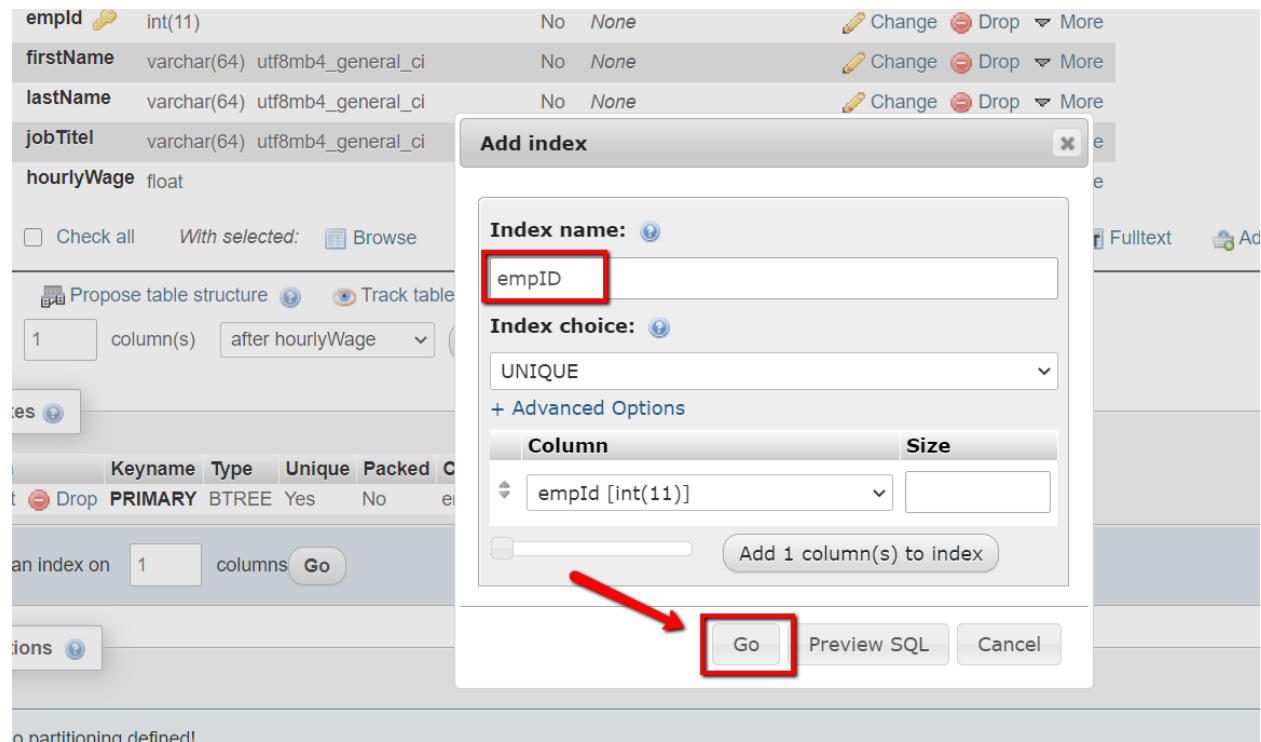 empId int(11) No None Change Drop More
firstName varchar(64) utf8mb4_general_ci No None Change Drop More
lastName varchar(64) utf8mb4_general_ci No None Change Drop More
jobTitel varchar(64) utf8mb4_general_ci e
hourlyWage float e
Check all With selected: Browse Fulltext Ad
Propose table structure Track table
1 column(s) after hourlyWage
es
Keyname Type Unique Packed C
t Drop PRIMARY BTREE Yes No e
an index on 1 columns Go
ions
o partitioning defined!
Add index
Index name:
empID
Index choice:
UNIQUE
+ Advanced Options
Column Size
empId [int(11)]
Add 1 column(s) to index
Go Preview SQL Cancel